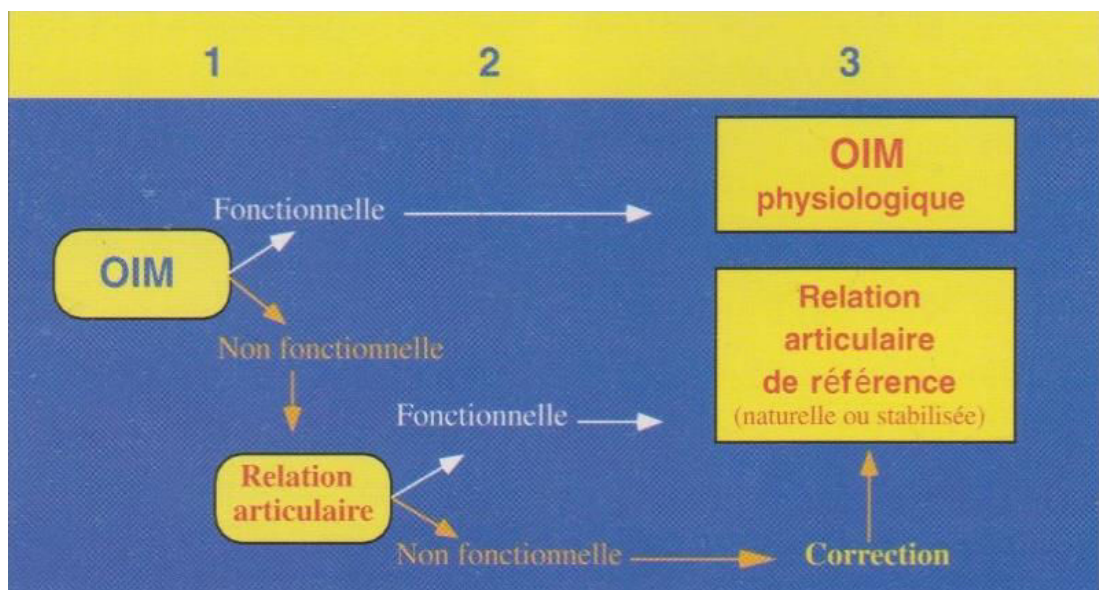 1
2
3
OIM
physiologique
Fonctionnelle
OIM
Relation
articulaire
de référence
(naturelle ou stabilisée)
Non fonctionnelle
Fonctionnelle
Relation
articulaire
Non fonctionnelle
Correction